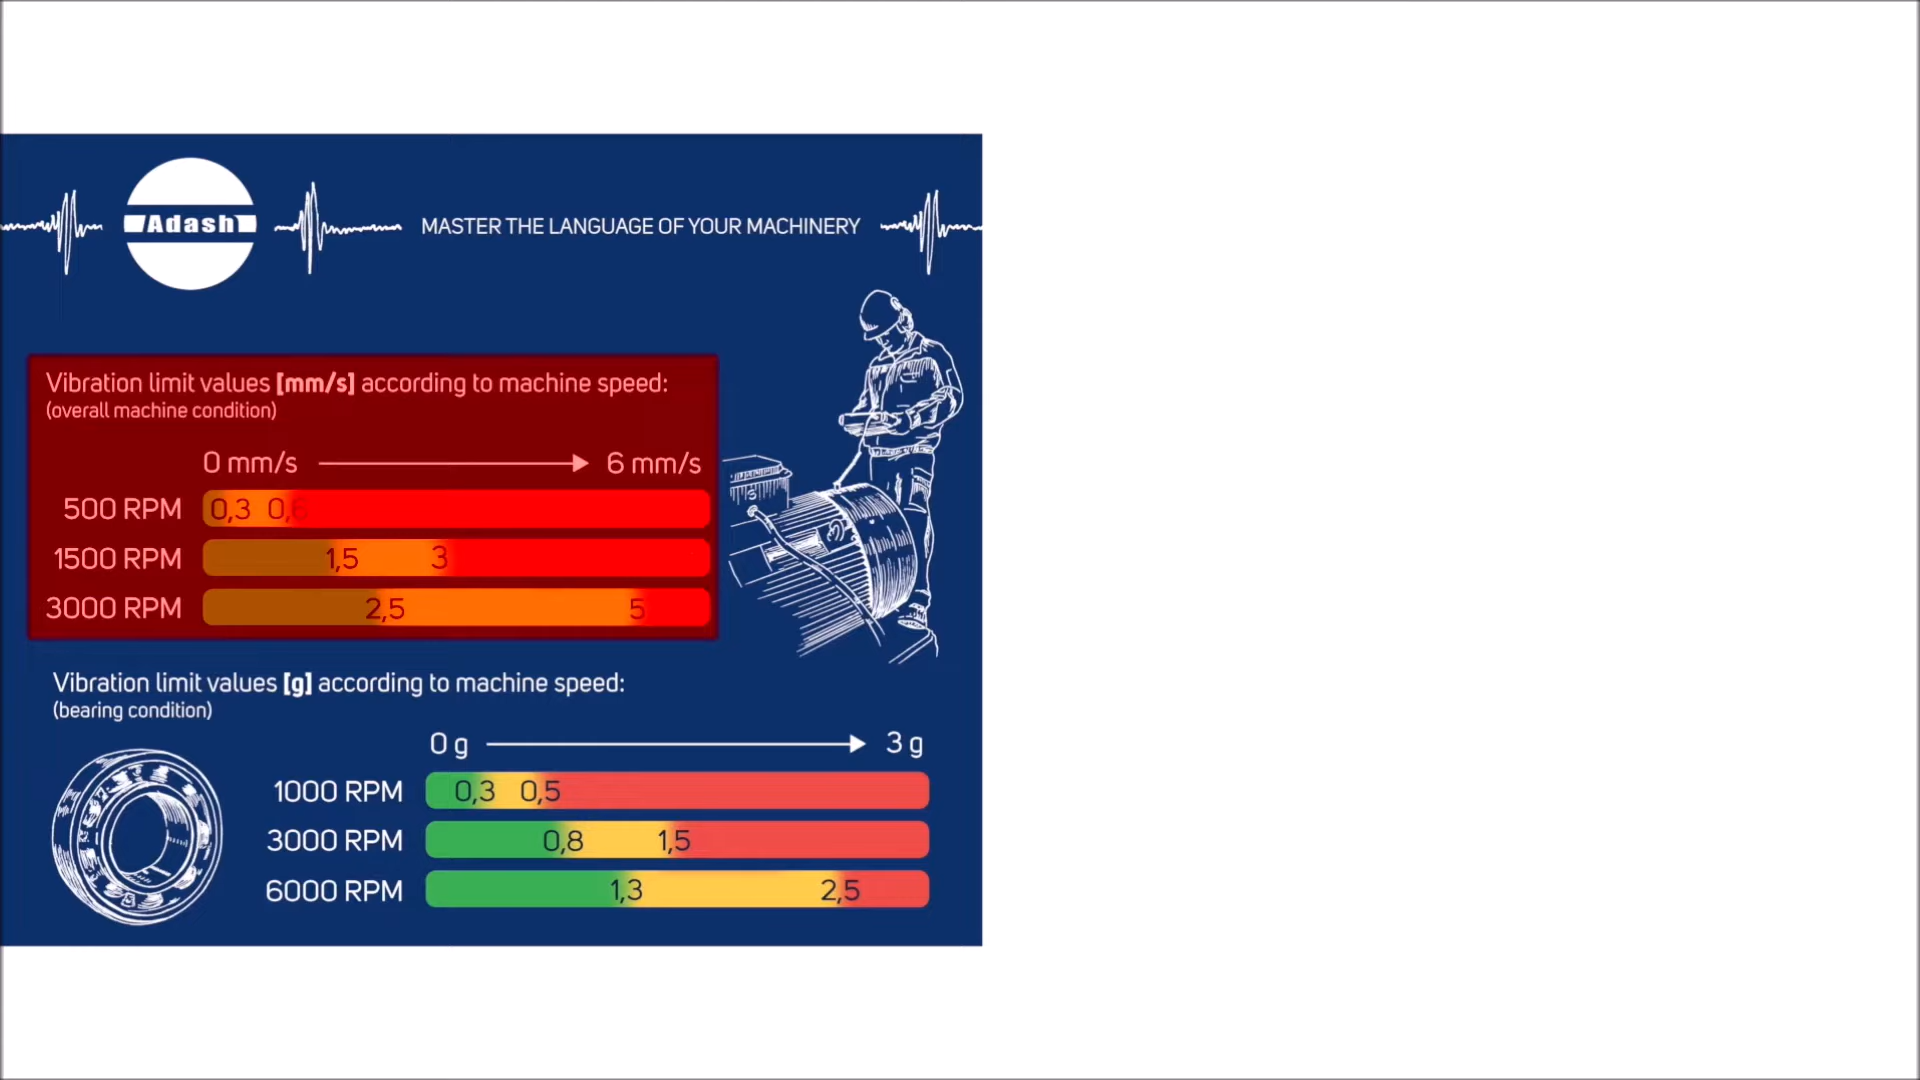 Adash
MASTER THE LANGUAGE OF YOUR MACHINERY
Vibration limit values [mm/s] according to machine speed:
(overall machine condition)
0 mm/s 6 mm/s
500 RPM 0,3 0,6
1500 RPM 1,5 3
3000 RPM 2,5 5
Vibration limit values [g] according to machine speed:
(bearing condition)
0 g 3 g
1000 RPM 0,3 0,5
3000 RPM 0,8 1,5
6000 RPM 1,3 2,5